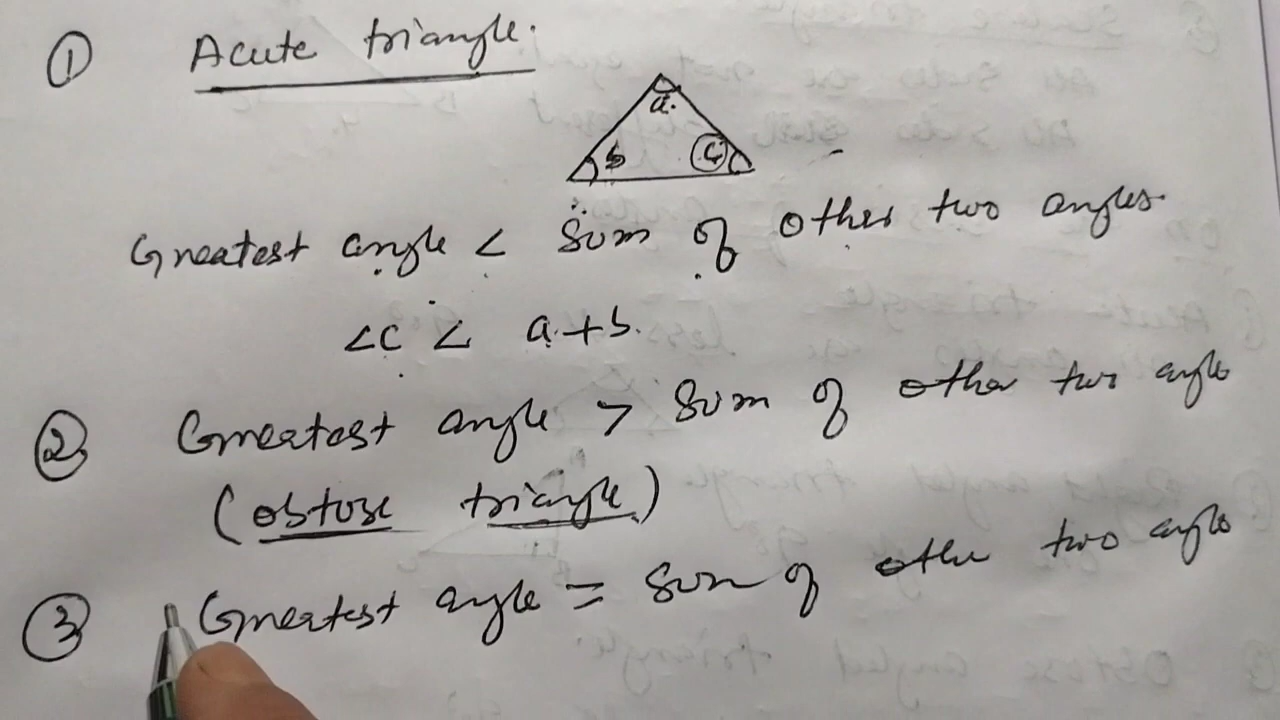 ① Acute triangle.
a.
b
c
Greatest angle < Sum of other two angles.
∠C < a+b.
② Greatest angle > Sum of other two angle
(obtuse triangle)
③ Greatest angle = Sum of other two angle